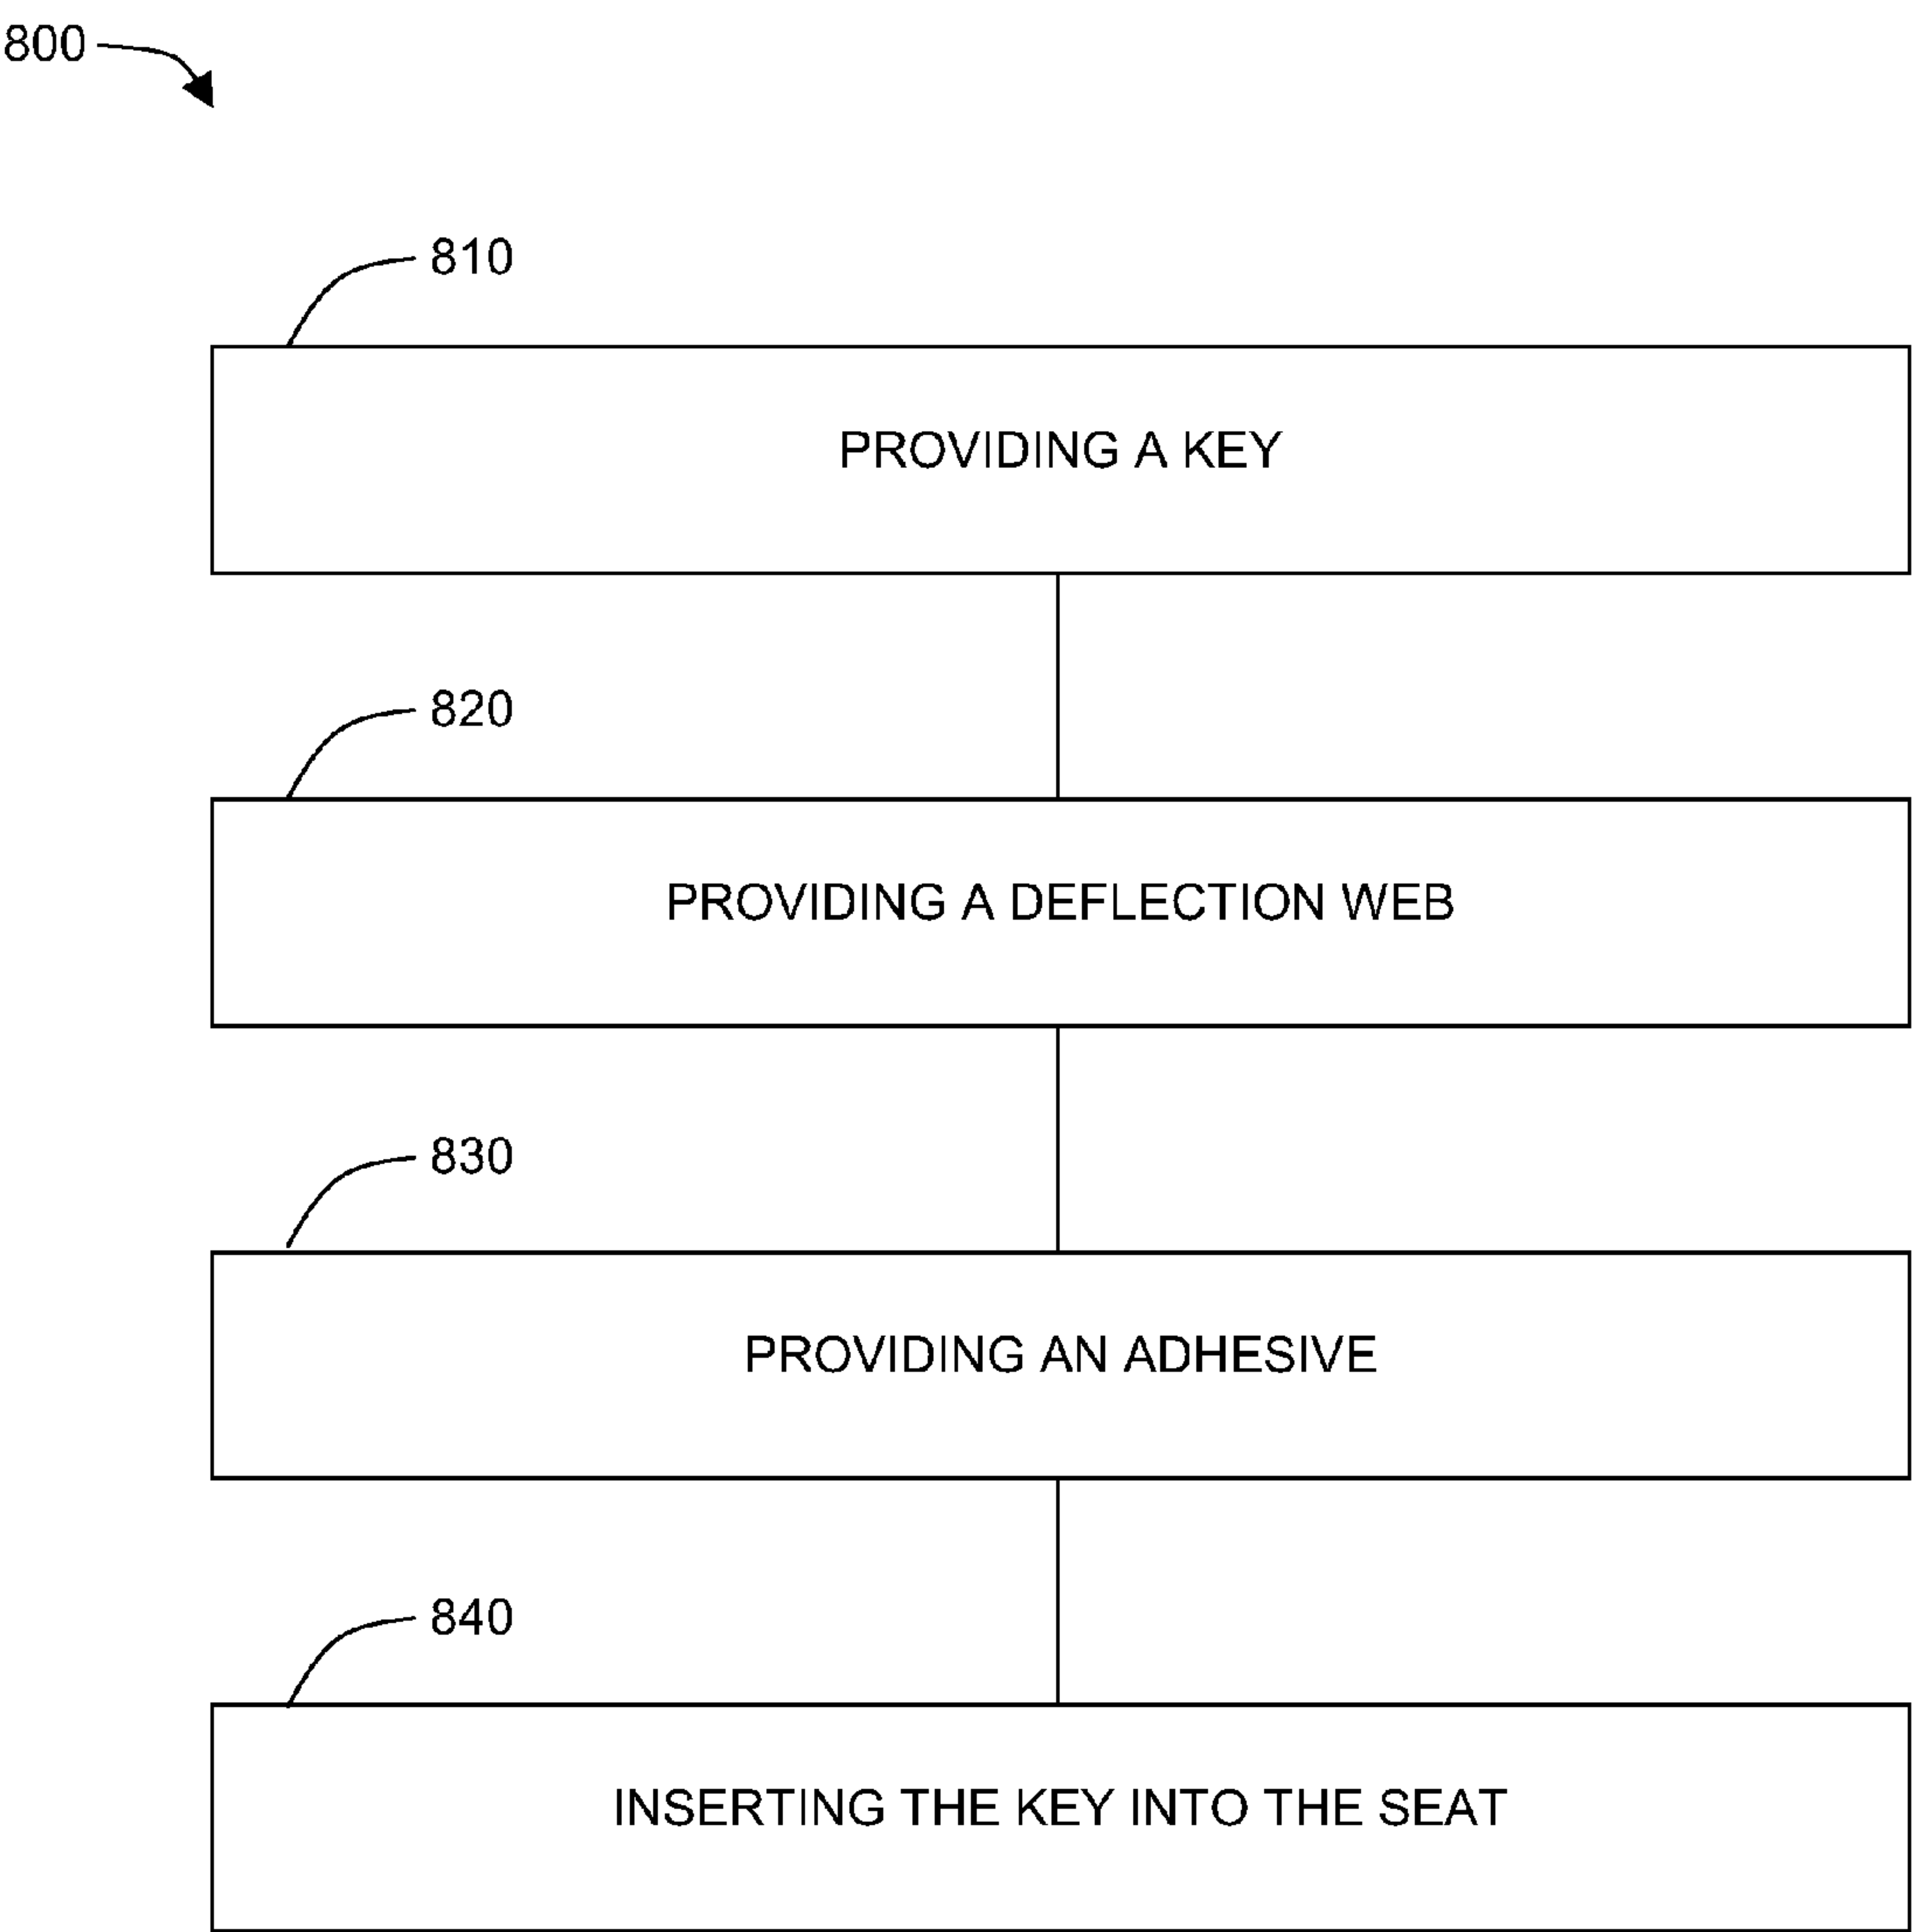 800
810
PROVIDING A KEY
820
PROVIDING A DEFLECTION WEB
830
PROVIDING AN ADHESIVE
840
INSERTING THE KEY INTO THE SEAT